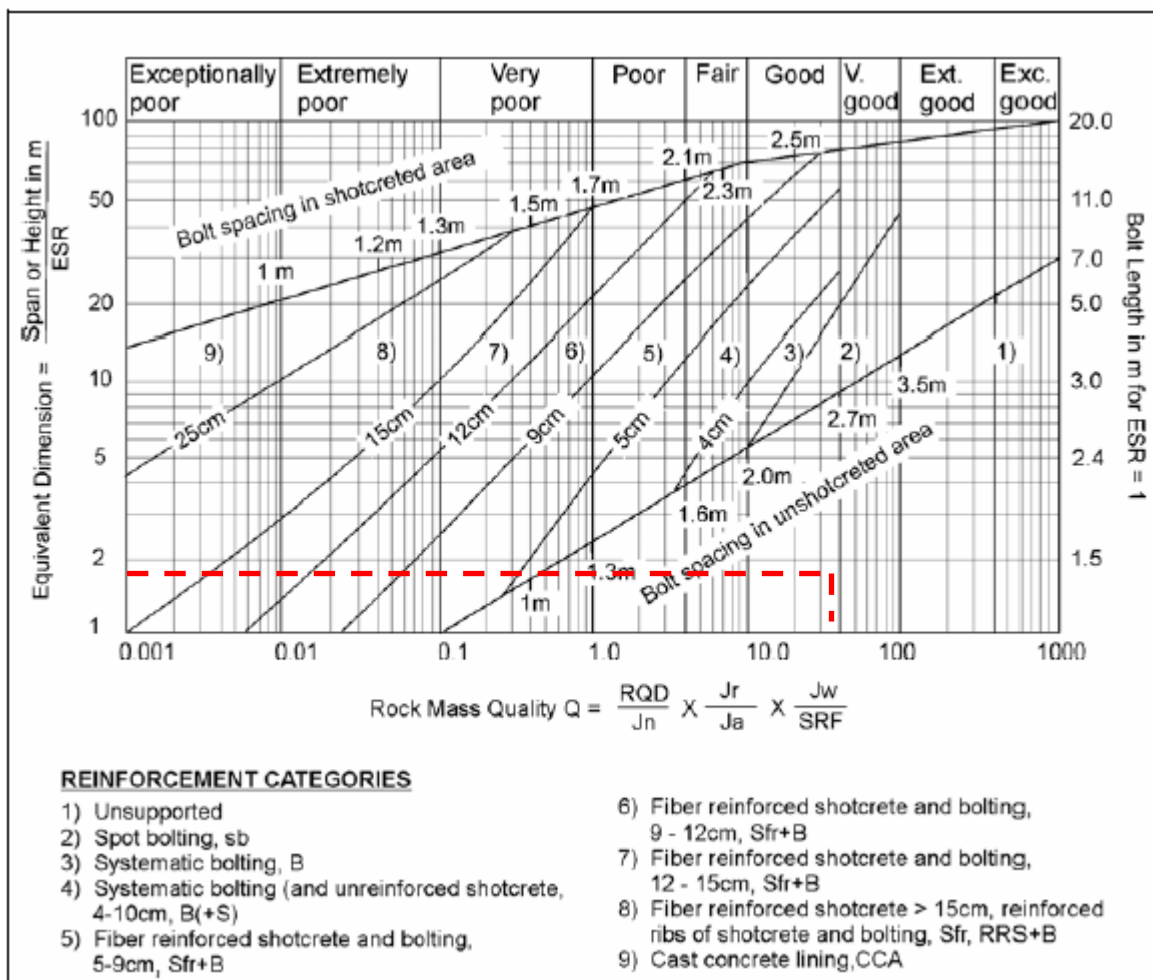 Exceptionally poor
Extremely poor
Very poor
Poor
Fair
Good
V. good
Ext. good
Exc. good
100
50
20
10
5
2
1
20.0
11.0
7.0
5.0
3.0
2.4
1.5
Equivalent Dimension = Span or Height in m
ESR
Bolt Length in m for ESR = 1
Bolt spacing in shotcreted area
1 m
1.2m
1.3m
1.5m
1.7m
2.1m
2.3m
2.5m
9)
8)
7)
6)
5)
4)
3)
2)
1)
25cm
15cm
12cm
9cm
5cm
4cm
3.5m
2.7m
2.0m
1.6m
1.3m
1m
Bolt spacing in unshotcreted area
0.001
0.01
0.1
1.0
10.0
100
1000
Rock Mass Quality Q = RQD X Jr X Jw
Jn Ja SRF
REINFORCEMENT CATEGORIES
1) Unsupported
2) Spot bolting, sb
3) Systematic bolting, B
4) Systematic bolting (and unreinforced shotcrete,
4-10cm, B(+S)
5) Fiber reinforced shotcrete and bolting,
5-9cm, Sfr+B
6) Fiber reinforced shotcrete and bolting,
9 - 12cm, Sfr+B
7) Fiber reinforced shotcrete and bolting,
12 - 15cm, Sfr+B
8) Fiber reinforced shotcrete > 15cm, reinforced
ribs of shotcrete and bolting, Sfr, RRS+B
9) Cast concrete lining,CCA